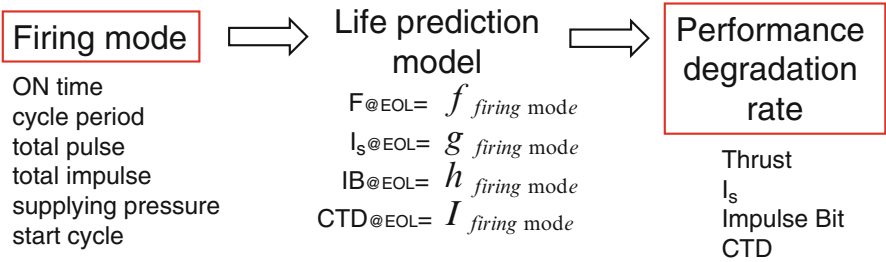 Firing mode
ON time
cycle period
total pulse
total impulse
supplying pressure
start cycle
Life prediction
model
F@EOL= f firing mode
Is@EOL= g firing mode
IB@EOL= h firing mode
CTD@EOL= I firing mode
Performance
degradation
rate
Thrust
Is
Impulse Bit
CTD